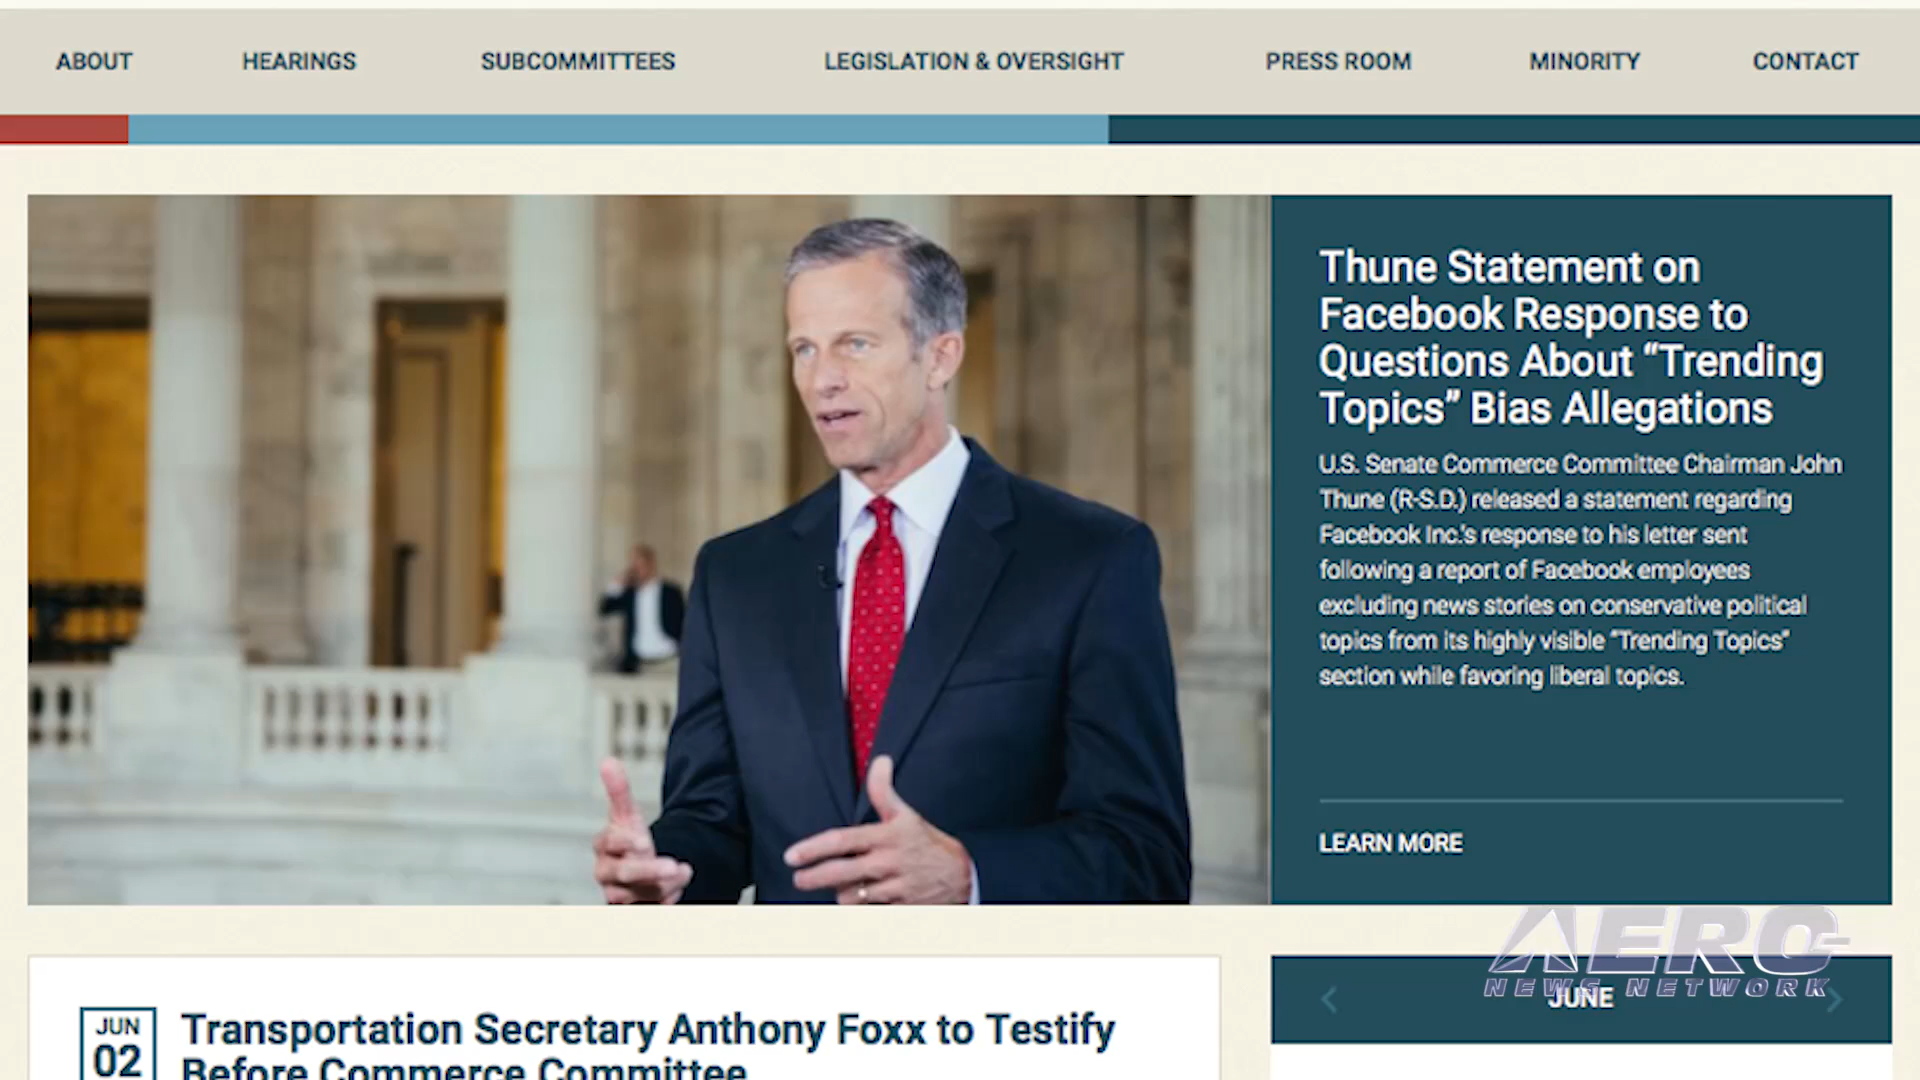 ABOUT HEARINGS SUBCOMMITTEES LEGISLATION & OVERSIGHT PRESS ROOM MINORITY CONTACT
Thune Statement on
Facebook Response to
Questions About “Trending
Topics” Bias Allegations
U.S. Senate Commerce Committee Chairman John
Thune (R-S.D.) released a statement regarding
Facebook Inc.'s response to his letter sent
following a report of Facebook employees
excluding news stories on conservative political
topics from its highly visible “Trending Topics”
section while favoring liberal topics.
LEARN MORE
AERO
NEWS NETWORK
JUNE
JUN
02
Transportation Secretary Anthony Foxx to Testify
Before Commerce Committee